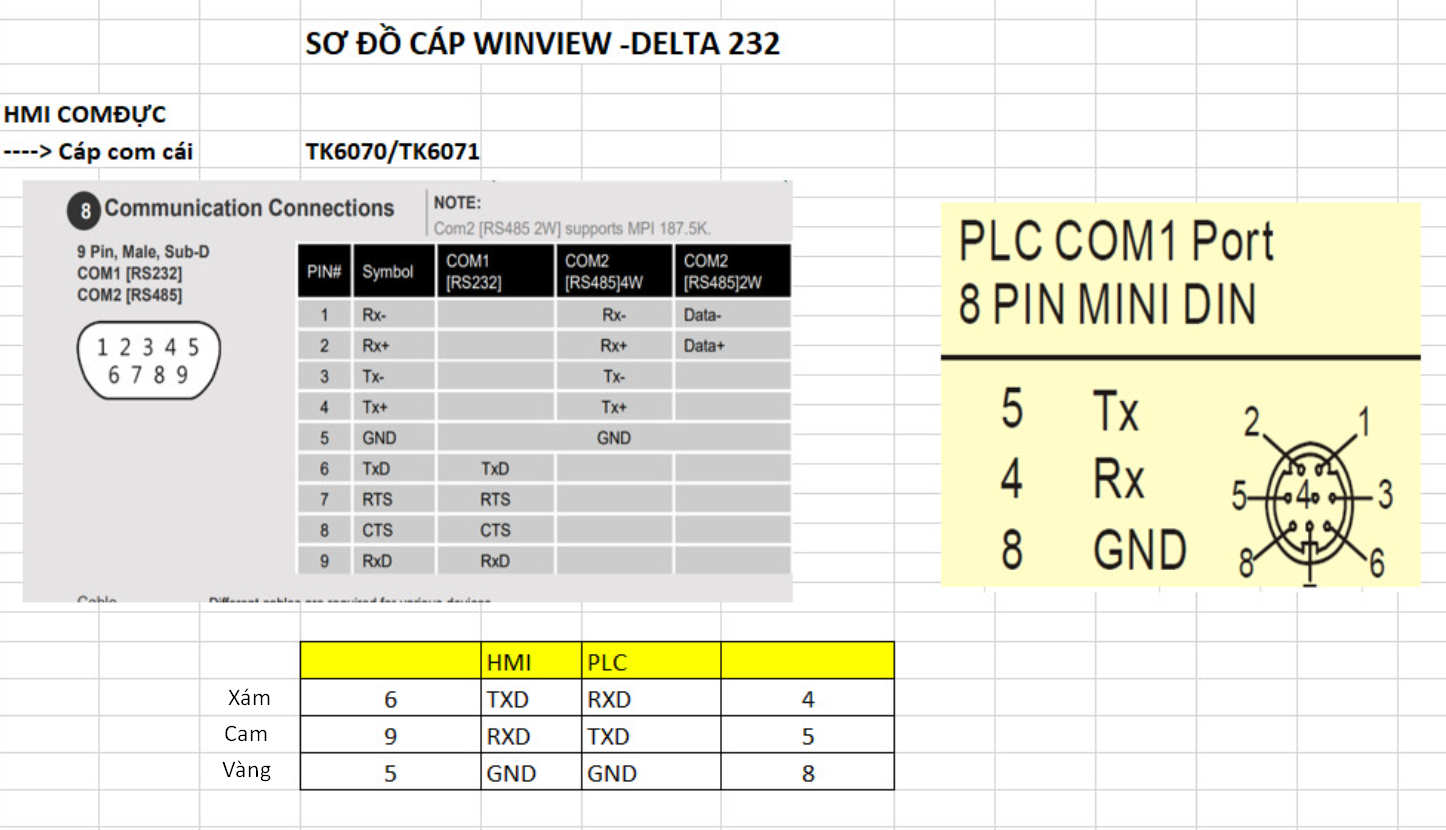 SƠ ĐỒ CÁP WINVIEW -DELTA 232
HMI COMĐỰC
----> Cáp com cái TK6070/TK6071
8 Communication Connections
NOTE:
Com2 [RS485 2W] supports MPI 187.5K.
9 Pin, Male, Sub-D
COM1 [RS232]
COM2 [RS485]
1 2 3 4 5
6 7 8 9
PIN# Symbol COM1 [RS232] COM2 [RS485]4W COM2 [RS485]2W
1 Rx- Rx- Data-
2 Rx+ Rx+ Data+
3 Tx- Tx-
4 Tx+ Tx+
5 GND GND
6 TxD TxD
7 RTS RTS
8 CTS CTS
9 RxD RxD
PLC COM1 Port
8 PIN MINI DIN
5 Tx
4 Rx
8 GND
2 1
5 4 3
8 6
HMI PLC
Xám 6 TXD RXD 4
Cam 9 RXD TXD 5
Vàng 5 GND GND 8